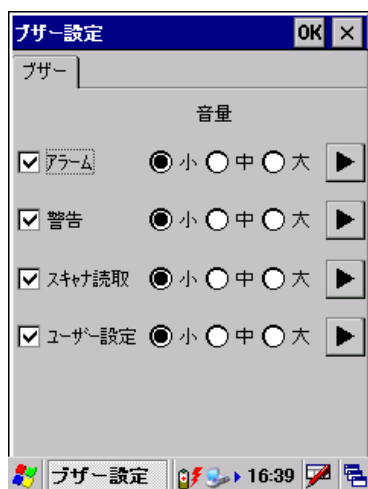 ブザー設定 OK ×
ブザー
音量
アラーム 小 中 大
警告 小 中 大
スキャナ読取 小 中 大
ユーザー設定 小 中 大
ブザー設定 16:39